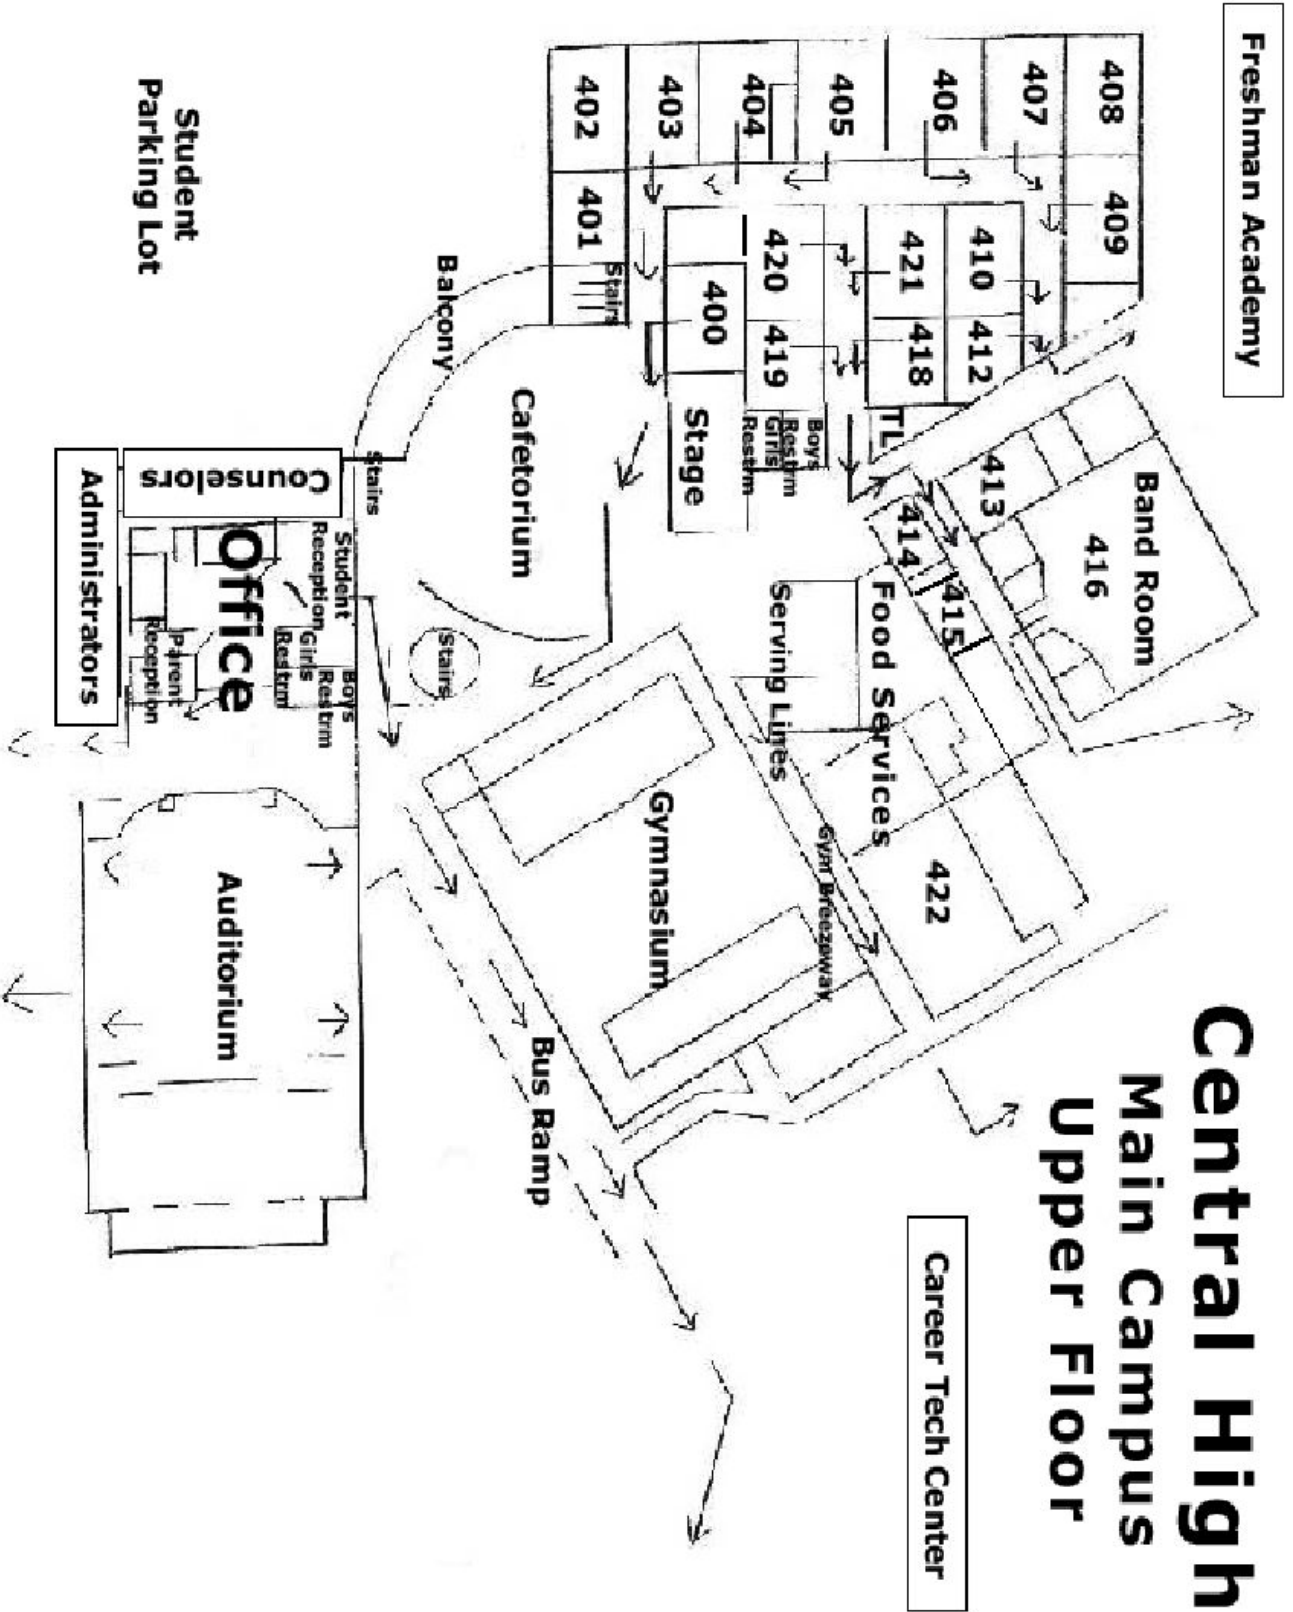 Central High
Main Campus
Upper Floor
Freshman Academy
Career Tech Center
408
409
407
406
405
404
403
402
401
410
412
421
418
420
419
400
Stairs
TL
Boys
Restrm
Girls
Restrm
Stage
413
Band Room
416
414
415
Food Services
Serving Lines
422
Gym Breezeway
Gymnasium
Cafetorium
Balcony
Stairs
Stairs
Bus Ramp
Student
Parking Lot
Counselors
Administrators
Office
Student
Reception
Girls
Restrm
Boys
Restrm
Parent
Reception
Auditorium